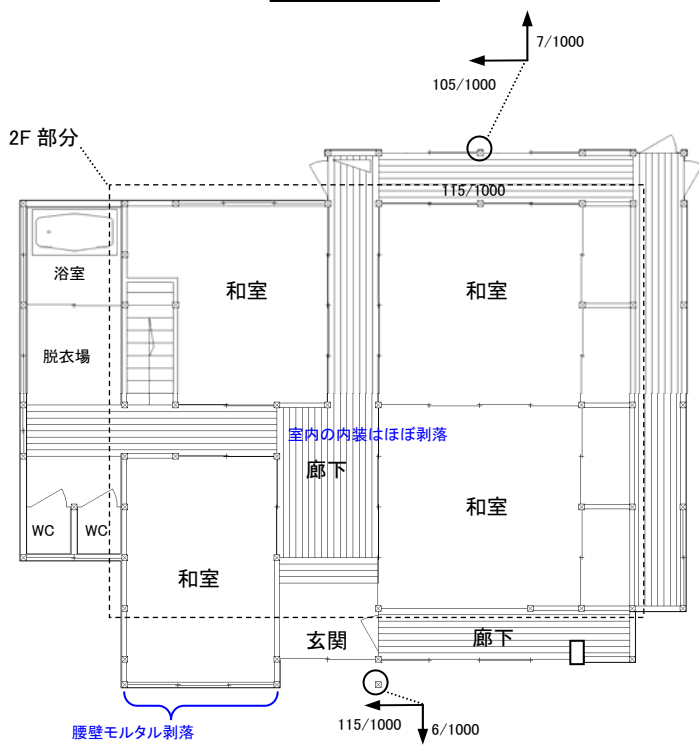 7/1000
105/1000
2F 部分
115/1000
浴室
和室
和室
脱衣場
室内の内装はほぼ剥落
廊下
和室
WC
WC
和室
玄関
廊下
115/1000
6/1000
腰壁モルタル剥落